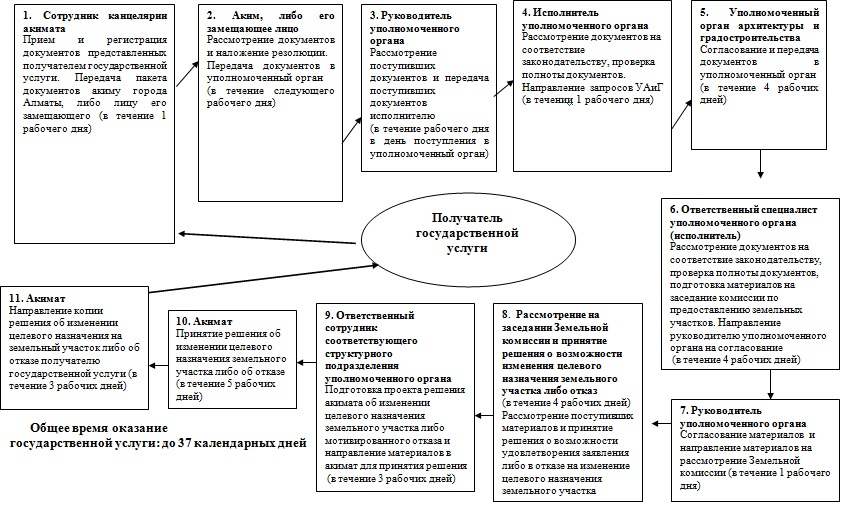 1. Сотрудник канцелярии
акимата
Прием и регистрация
документов представленных
получателем государственной
услуги. Передача пакета
документов акиму города
Алматы, либо лицу его
замещающего (в течение 1
рабочего дня)
2. Аким, либо его
замещающее лицо
Рассмотрение документов
и наложение резолюции.
Передача документов в
уполномоченный орган
(в течение следующего
рабочего дня)
3. Руководитель
уполномоченного
органа
Рассмотрение
поступивших
документов и передача
поступивших
документов
исполнителю
(в течение рабочего дня
в день поступления в
уполномоченный орган)
4. Исполнитель
уполномоченного органа
Рассмотрение документов на
соответствие
законодательству, проверка
полноты документов.
Направление запросов УАиГ
(в течении 1 рабочего дня)
5. Уполномоченный
орган архитектуры и
градостроительства
Согласование и передача
документов в
уполномоченный орган
(в течение 4 рабочих
дней)
Получатель
государственной
услуги
6. Ответственный специалист
уполномоченного органа
(исполнитель)
Рассмотрение документов на
соответствие законодательству,
проверка полноты документов,
подготовка материалов на
заседание комиссии по
предоставлению земельных
участков. Направление
руководителю уполномоченного
органа на согласование
(в течение 4 рабочих дней)
7. Руководитель
уполномоченного органа
Согласование материалов и
направление материалов на
рассмотрение Земельной
комиссии (в течение 1 рабочего
дня)
8. Рассмотрение на
заседании Земельной
комиссии и принятие
решения о возможности
изменения целевого
назначения земельного
участка либо отказ
(в течение 4 рабочих дней)
Рассмотрение поступивших
материалов и принятие
решения о возможности
удовлетворения заявления
либо в отказе на изменение
целевого назначения
земельного участка
9. Ответственный
сотрудник
соответствующего
структурного
подразделения
уполномоченного органа
Подготовка проекта решения
акимата об изменении
целевого назначения
земельного участка либо
мотивированного отказа и
направление материалов в
акимат для принятия решения
(в течение 3 рабочих дней)
10. Акимат
Принятие решения об
изменении целевого
назначения земельного
участка либо об отказе
(в течение 5 рабочих
дней)
11. Акимат
Направление копии
решения об изменении
целевого назначения на
земельный участок либо об
отказе получателю
государственной услуги (в
течение 3 рабочих дней)
Общее время оказание
государственной услуги: до 37 календарных дней